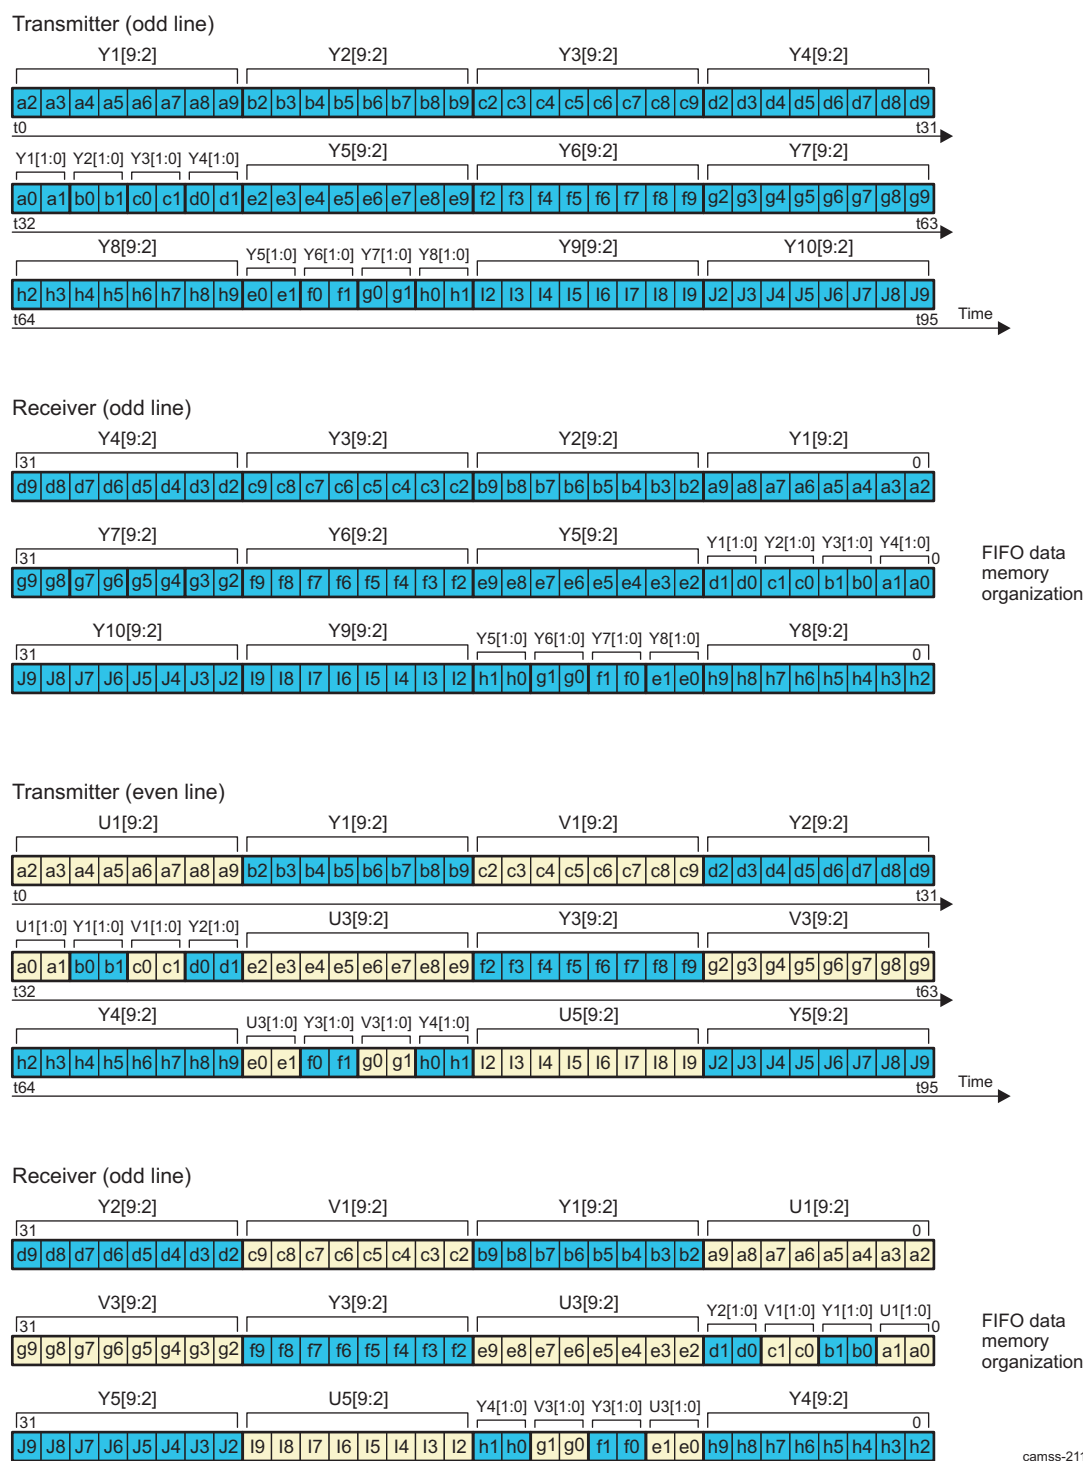 Transmitter (odd line)
Y1[9:2] Y2[9:2] Y3[9:2] Y4[9:2]
a2 a3 a4 a5 a6 a7 a8 a9 b2 b3 b4 b5 b6 b7 b8 b9 c2 c3 c4 c5 c6 c7 c8 c9 d2 d3 d4 d5 d6 d7 d8 d9
t0 t31
Y1[1:0] Y2[1:0] Y3[1:0] Y4[1:0] Y5[9:2] Y6[9:2] Y7[9:2]
a0 a1 b0 b1 c0 c1 d0 d1 e2 e3 e4 e5 e6 e7 e8 e9 f2 f3 f4 f5 f6 f7 f8 f9 g2 g3 g4 g5 g6 g7 g8 g9
t32 t63
Y8[9:2] Y5[1:0] Y6[1:0] Y7[1:0] Y8[1:0] Y9[9:2] Y10[9:2]
h2 h3 h4 h5 h6 h7 h8 h9 e0 e1 f0 f1 g0 g1 h0 h1 I2 I3 I4 I5 I6 I7 I8 I9 J2 J3 J4 J5 J6 J7 J8 J9
t64 t95 Time
Receiver (odd line)
Y4[9:2] Y3[9:2] Y2[9:2] Y1[9:2]
31 0
d9 d8 d7 d6 d5 d4 d3 d2 c9 c8 c7 c6 c5 c4 c3 c2 b9 b8 b7 b6 b5 b4 b3 b2 a9 a8 a7 a6 a5 a4 a3 a2
Y7[9:2] Y6[9:2] Y5[9:2] Y1[1:0] Y2[1:0] Y3[1:0] Y4[1:0]
31 0
g9 g8 g7 g6 g5 g4 g3 g2 f9 f8 f7 f6 f5 f4 f3 f2 e9 e8 e7 e6 e5 e4 e3 e2 d1 d0 c1 c0 b1 b0 a1 a0
FIFO data
memory
organization
Y10[9:2] Y9[9:2] Y5[1:0] Y6[1:0] Y7[1:0] Y8[1:0] Y8[9:2]
31 0
J9 J8 J7 J6 J5 J4 J3 J2 I9 I8 I7 I6 I5 I4 I3 I2 h1 h0 g1 g0 f1 f0 e1 e0 h9 h8 h7 h6 h5 h4 h3 h2
Transmitter (even line)
U1[9:2] Y1[9:2] V1[9:2] Y2[9:2]
a2 a3 a4 a5 a6 a7 a8 a9 b2 b3 b4 b5 b6 b7 b8 b9 c2 c3 c4 c5 c6 c7 c8 c9 d2 d3 d4 d5 d6 d7 d8 d9
t0 t31
U1[1:0] Y1[1:0] V1[1:0] Y2[1:0] U3[9:2] Y3[9:2] V3[9:2]
a0 a1 b0 b1 c0 c1 d0 d1 e2 e3 e4 e5 e6 e7 e8 e9 f2 f3 f4 f5 f6 f7 f8 f9 g2 g3 g4 g5 g6 g7 g8 g9
t32 t63
Y4[9:2] U3[1:0] Y3[1:0] V3[1:0] Y4[1:0] U5[9:2] Y5[9:2]
h2 h3 h4 h5 h6 h7 h8 h9 e0 e1 f0 f1 g0 g1 h0 h1 I2 I3 I4 I5 I6 I7 I8 I9 J2 J3 J4 J5 J6 J7 J8 J9
t64 t95 Time
Receiver (odd line)
Y2[9:2] V1[9:2] Y1[9:2] U1[9:2]
31 0
d9 d8 d7 d6 d5 d4 d3 d2 c9 c8 c7 c6 c5 c4 c3 c2 b9 b8 b7 b6 b5 b4 b3 b2 a9 a8 a7 a6 a5 a4 a3 a2
V3[9:2] Y3[9:2] U3[9:2] Y2[1:0] V1[1:0] Y1[1:0] U1[1:0]
31 0
g9 g8 g7 g6 g5 g4 g3 g2 f9 f8 f7 f6 f5 f4 f3 f2 e9 e8 e7 e6 e5 e4 e3 e2 d1 d0 c1 c0 b1 b0 a1 a0
FIFO data
memory
organization
Y5[9:2] U5[9:2] Y4[1:0] V3[1:0] Y3[1:0] U3[1:0] Y4[9:2]
31 0
J9 J8 J7 J6 J5 J4 J3 J2 I9 I8 I7 I6 I5 I4 I3 I2 h1 h0 g1 g0 f1 f0 e1 e0 h9 h8 h7 h6 h5 h4 h3 h2
camss-211